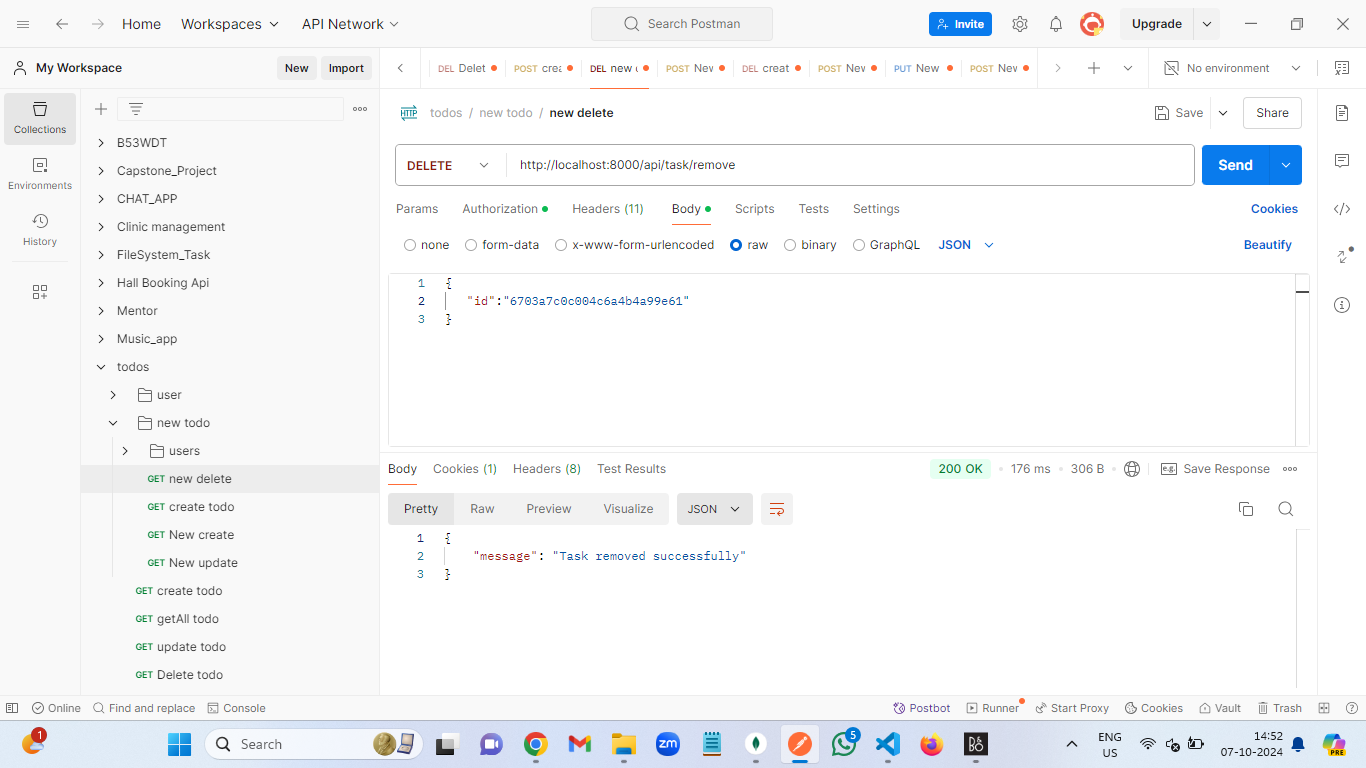 Home Workspaces API Network Search Postman Invite Upgrade
My Workspace New Import DEL Delet POST crea DEL new u POST Nev DEL creat POST Nev PUT New POST Nev No environment
Collections
Environments
History
B53WDT
Capstone_Project
CHAT_APP
Clinic management
FileSystem_Task
Hall Booking Api
Mentor
Music_app
todos
user
new todo
users
GET new delete
GET create todo
GET New create
GET New update
GET create todo
GET getAll todo
GET update todo
GET Delete todo
HTTP todos / new todo / new delete Save Share
DELETE http://localhost:8000/api/task/remove Send
Params Authorization Headers (11) Body Scripts Tests Settings Cookies
none form-data x-www-form-urlencoded raw binary GraphQL JSON Beautify
1 {
2 "id":"6703a7c0c004c6a4b4a99e61"
3 }
Body Cookies (1) Headers (8) Test Results 200 OK 176 ms 306 B e.g. Save Response
Pretty Raw Preview Visualize JSON
1 {
2 "message": "Task removed successfully"
3 }
Online Find and replace Console Postbot Runner Start Proxy Cookies Vault Trash
1 Search zm 5 B&BO ENG US 14:52 07-10-2024 PRE